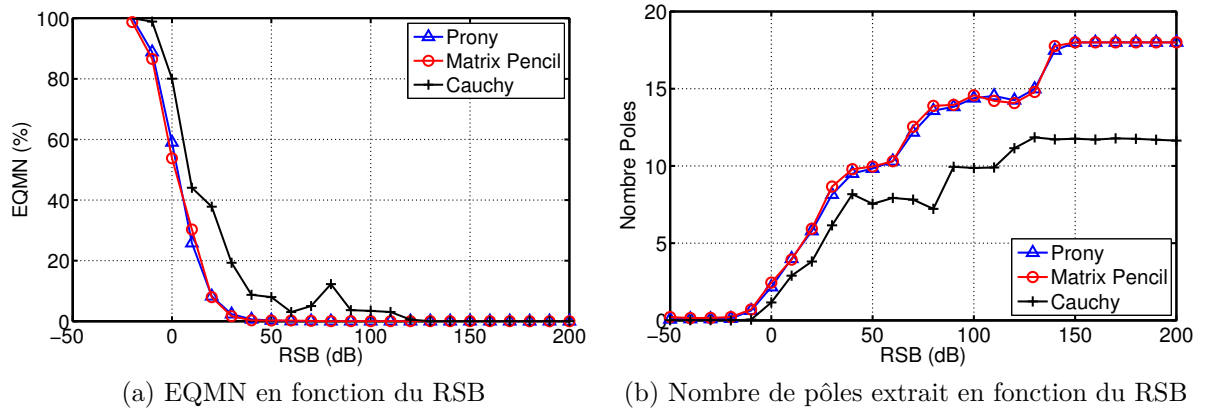 100
80
60
40
20
0
EQMN (%)
−50
0
50
100
150
200
RSB (dB)
Prony
Matrix Pencil
Cauchy
(a) EQMN en fonction du RSB
20
15
10
5
0
Nombre Poles
−50
0
50
100
150
200
RSB (dB)
Prony
Matrix Pencil
Cauchy
(b) Nombre de pôles extrait en fonction du RSB